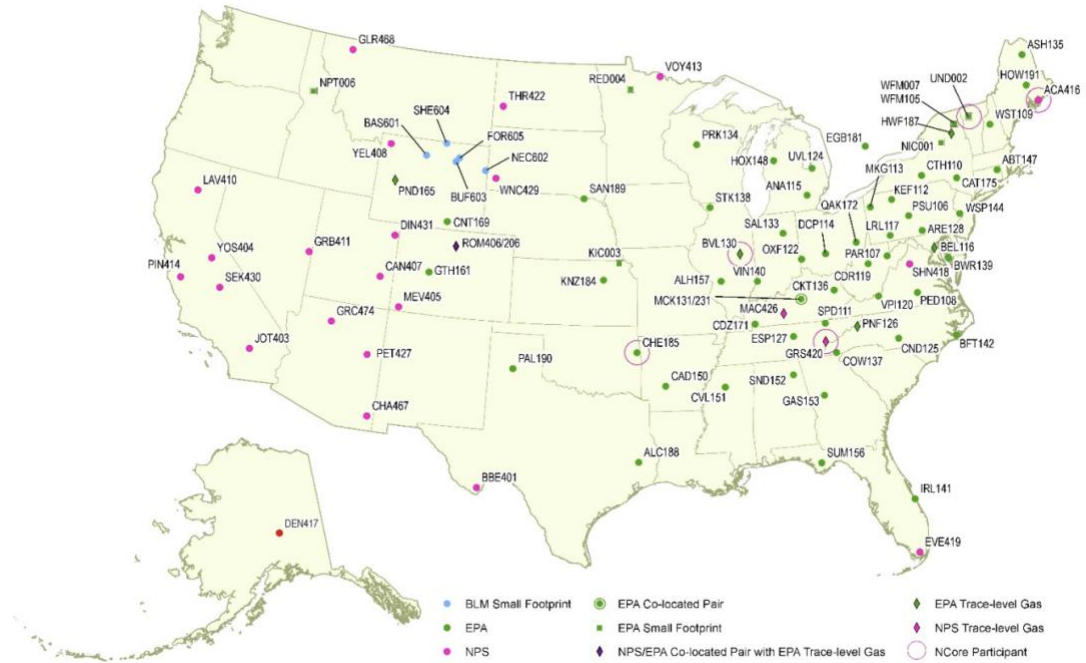 GLR468
VOY413
RED004
ASH135
NPT006
UND002
HOW191
WFM007
ACA416
THR422
WFM105
SHE604
HWF187
WST109
BAS601
FOR605
PRK134
EGB181
NIC001
YEL408
NEC602
HOX148
UVL124
MKG113
CTH110
ABT147
LAV410
PND165
BUF603
WNC429
SAN189
ANA115
KEF112
CAT175
STK138
QAK172
PSU106
WSP144
DIN431
CNT169
SAL133
DCP114
LRL117
ARE128
YOS404
GRB411
ROM406/206
BVL130
OXF122
PAR107
BEL116
KIC003
PIN414
SEK430
CAN407
GTH161
KNZ184
ALH157
VIN140
CDR119
SHN418
BWR139
CKT136
MCK131/231
MEV405
MAC426
SPD111
VPI120
PED108
GRC474
CDZ171
ESP127
PNF126
JOT403
PET427
CHE185
GRS420
COW137
CND125
BFT142
PAL190
CAD150
SND152
CVL151
GAS153
CHA467
ALC188
SUM156
BBE401
IRL141
DEN417
EVE419
BLM Small Footprint
EPA Co-located Pair
EPA Trace-level Gas
EPA
EPA Small Footprint
NPS Trace-level Gas
NPS
NPS/EPA Co-located Pair with EPA Trace-level Gas
NCore Participant